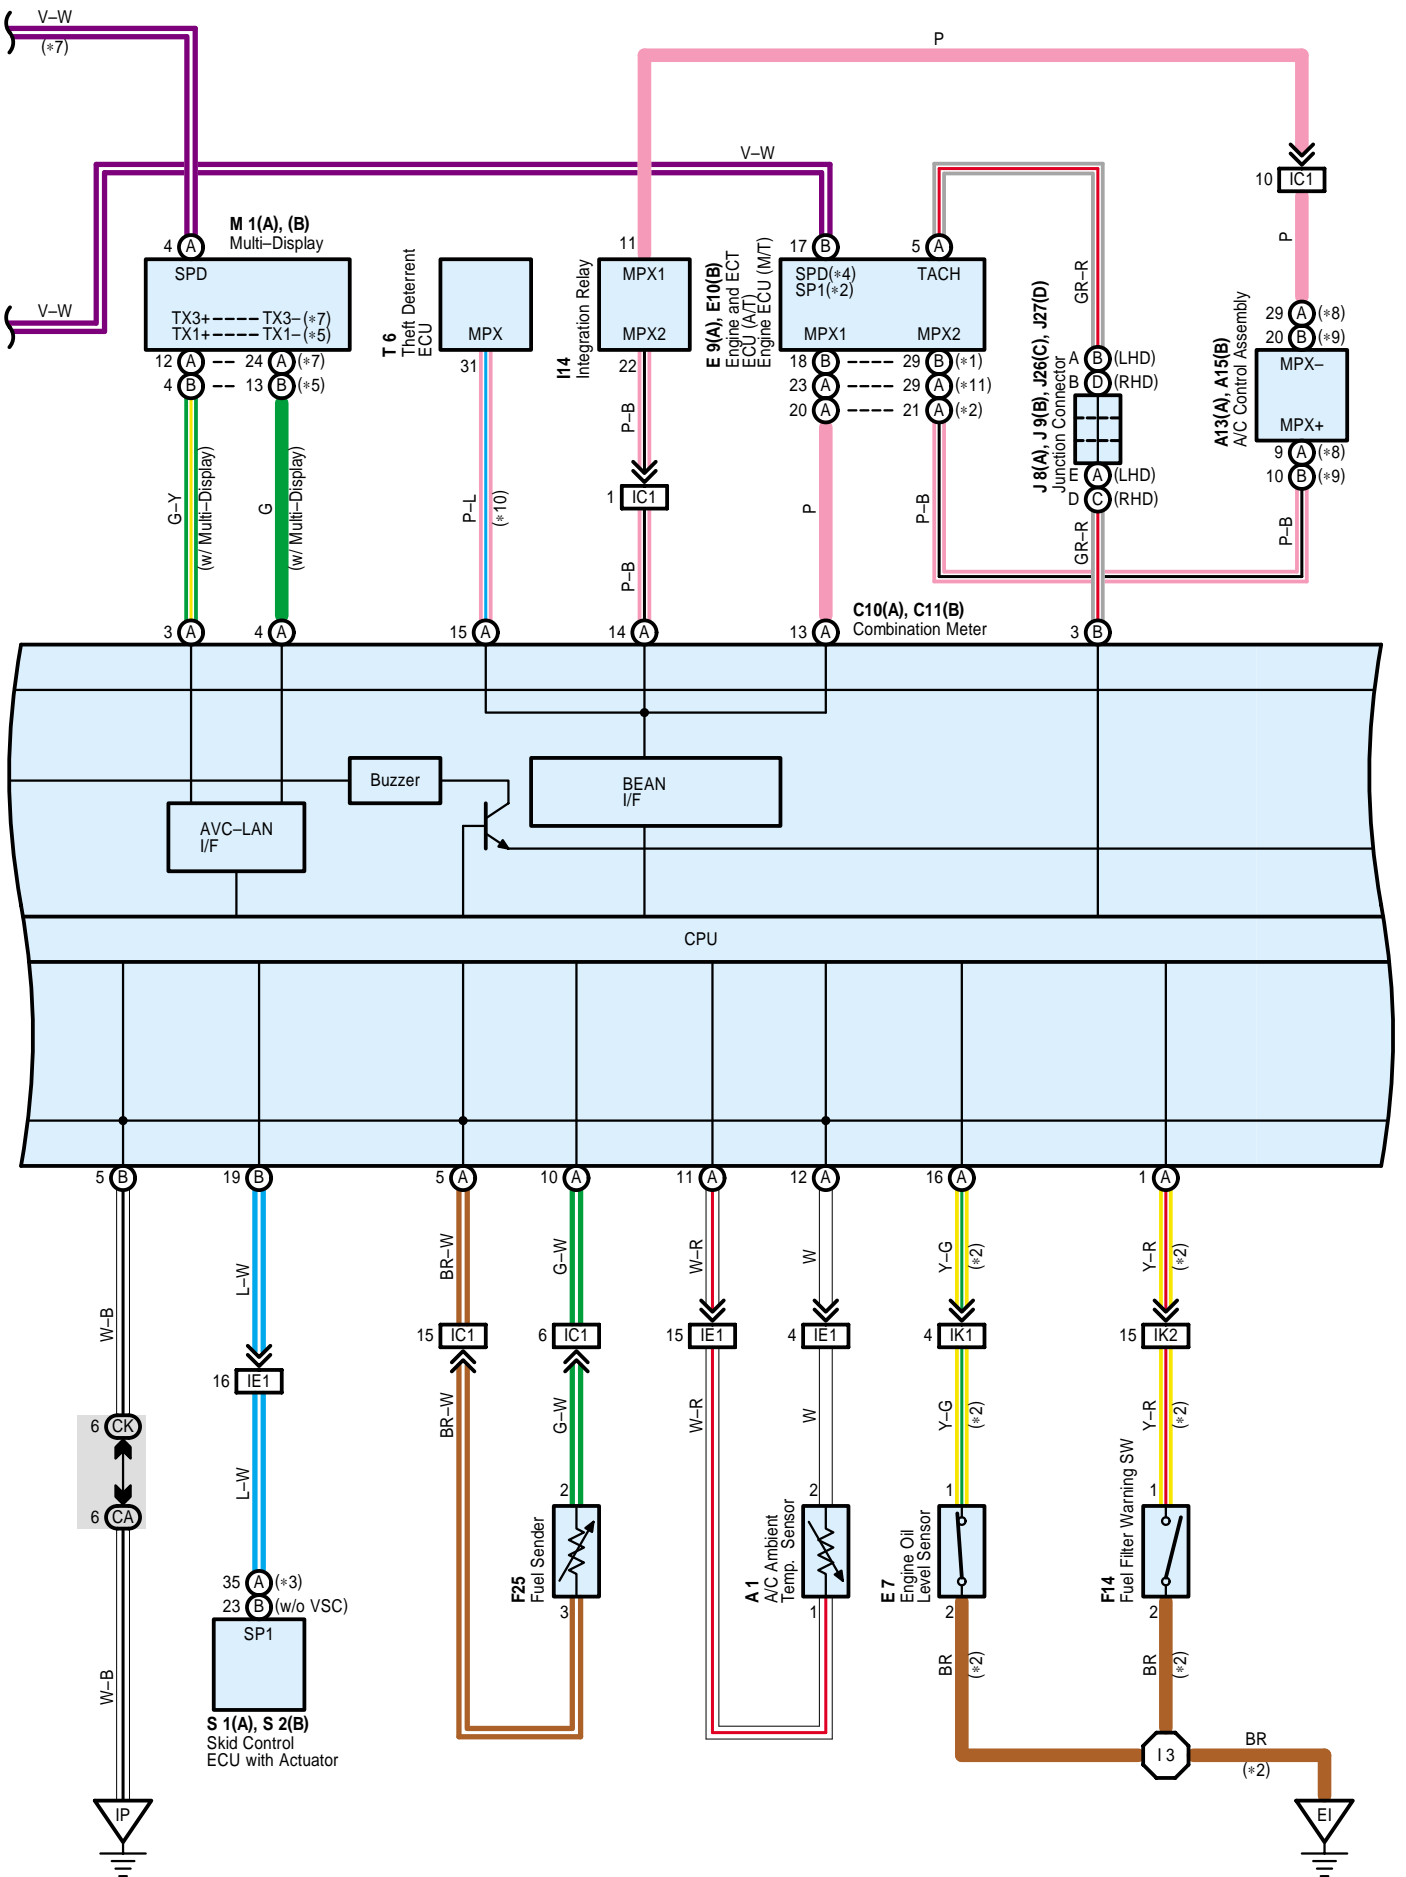 V–W
(∗7)
P
V–W
10 IC1
P
M 1(A), (B)
Multi–Display
4 A
SPD
TX3+ ---- TX3– (∗7)
TX1+ ---- TX1– (∗5)
12 A -- 24 A (∗7)
4 B -- 13 B (∗5)
V–W
T 6
Theft Deterrent
ECU
MPX
31
11
MPX1
MPX2
22
I14
Integration Relay
17 B
5 A
SPD(∗4)
SP1(∗2)
TACH
MPX1
MPX2
E 9(A), E10(B)
Engine and ECT
ECU (A/T)
Engine ECU (M/T)
18 B ---- 29 B (∗1)
23 A ---- 29 A (∗11)
20 A ---- 21 A (∗2)
GR–R
A B (LHD)
B D (RHD)
J 8(A), J 9(B), J26(C), J27(D)
Junction Connector
E A (LHD)
D C (RHD)
GR–R
29 A (∗8)
20 B (∗9)
MPX–
MPX+
A13(A), A15(B)
A/C Control Assembly
9 A (∗8)
10 B (∗9)
P–B
G–Y
(w/ Multi–Display)
G
(w/ Multi–Display)
P–L
(∗10)
P–B
1 IC1
P–B
P
P–B
C10(A), C11(B)
Combination Meter
3 A
4 A
15 A
14 A
13 A
3 B
Buzzer
BEAN
I/F
AVC–LAN
I/F
CPU
5 B
19 B
5 A
10 A
11 A
12 A
16 A
1 A
W–B
L–W
BR–W
G–W
W–R
W
Y–G
(∗2)
Y–R
(∗2)
15 IC1
6 IC1
15 IE1
4 IE1
4 IK1
15 IK2
16 IE1
6 CK
6 CA
L–W
BR–W
G–W
W–R
W
Y–G
(∗2)
Y–R
(∗2)
2
3
F25
Fuel Sender
2
1
A 1
A/C Ambient
Temp. Sensor
1
2
E 7
Engine Oil
Level Sensor
1
2
F14
Fuel Filter Warning SW
35 A (∗3)
23 B (w/o VSC)
SP1
S 1(A), S 2(B)
Skid Control
ECU with Actuator
W–B
BR
(∗2)
BR
(∗2)
I 3
BR
(∗2)
IP
EI